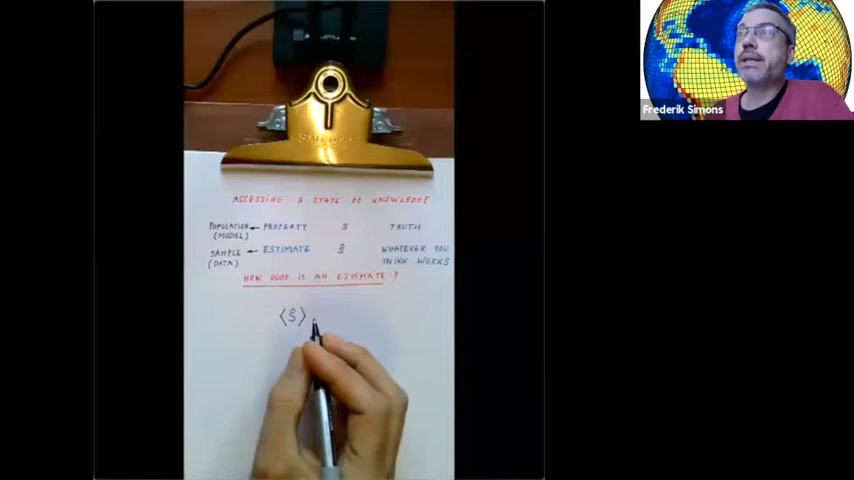 Frederik Simons
ASSESSING A STATE OF KNOWLEDGE
POPULATION ← PROPERTY S TRUTH
(MODEL)
SAMPLE ← ESTIMATE Ŝ WHATEVER YOU
(DATA) THINK WORKS
HOW GOOD IS AN ESTIMATE ?
⟨Ŝ⟩